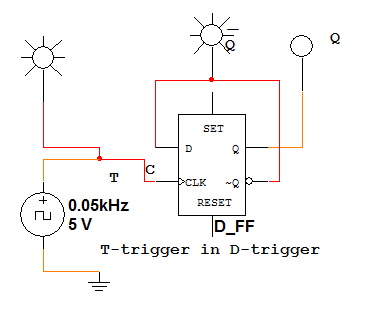 Q
Q
SET
D Q
C
T
CLK ~Q
RESET
0.05kHz
5 V
D_FF
T-trigger in D-trigger